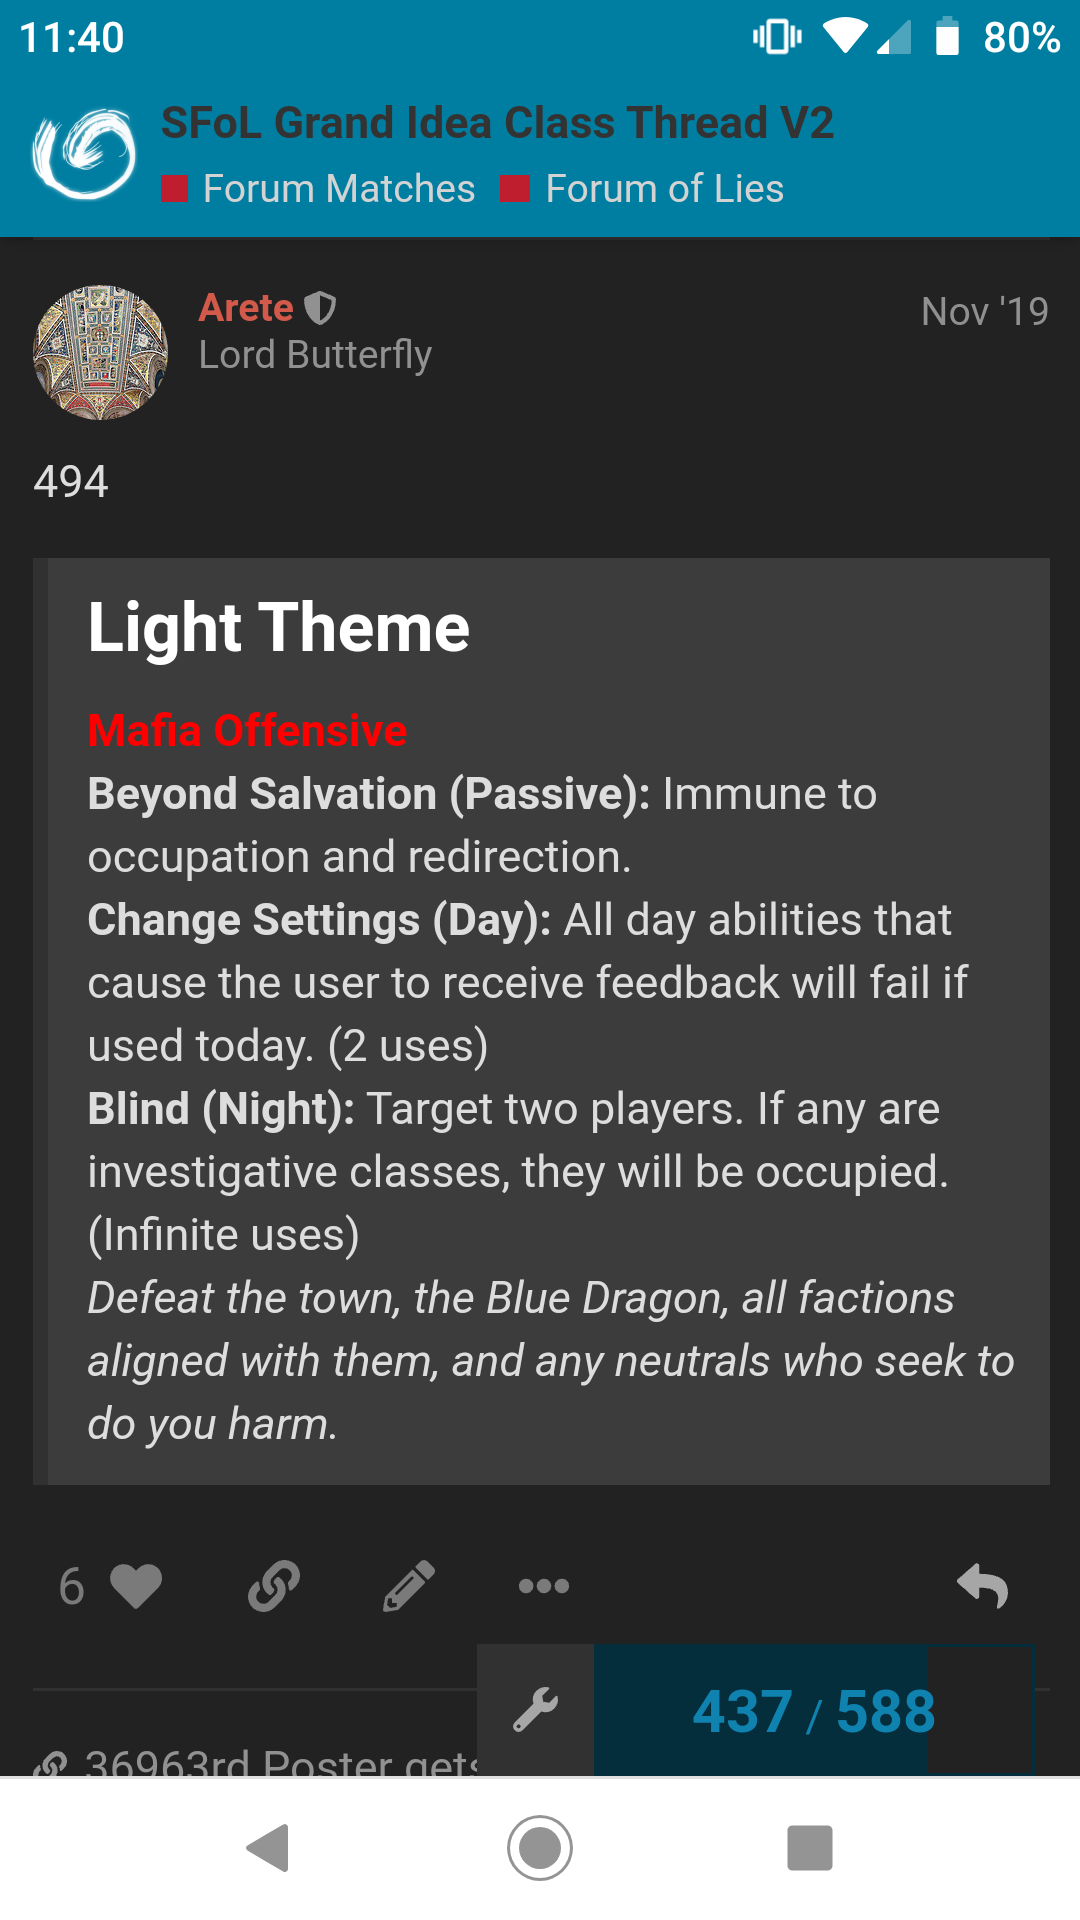 11:40
80%
SFoL Grand Idea Class Thread V2
Forum Matches Forum of Lies
Arete
Nov '19
Lord Butterfly
494
Light Theme
Mafia Offensive
Beyond Salvation (Passive): Immune to
occupation and redirection.
Change Settings (Day): All day abilities that
cause the user to receive feedback will fail if
used today. (2 uses)
Blind (Night): Target two players. If any are
investigative classes, they will be occupied.
(Infinite uses)
Defeat the town, the Blue Dragon, all factions
aligned with them, and any neutrals who seek to
do you harm.
6
437 / 588
36963rd Poster gets